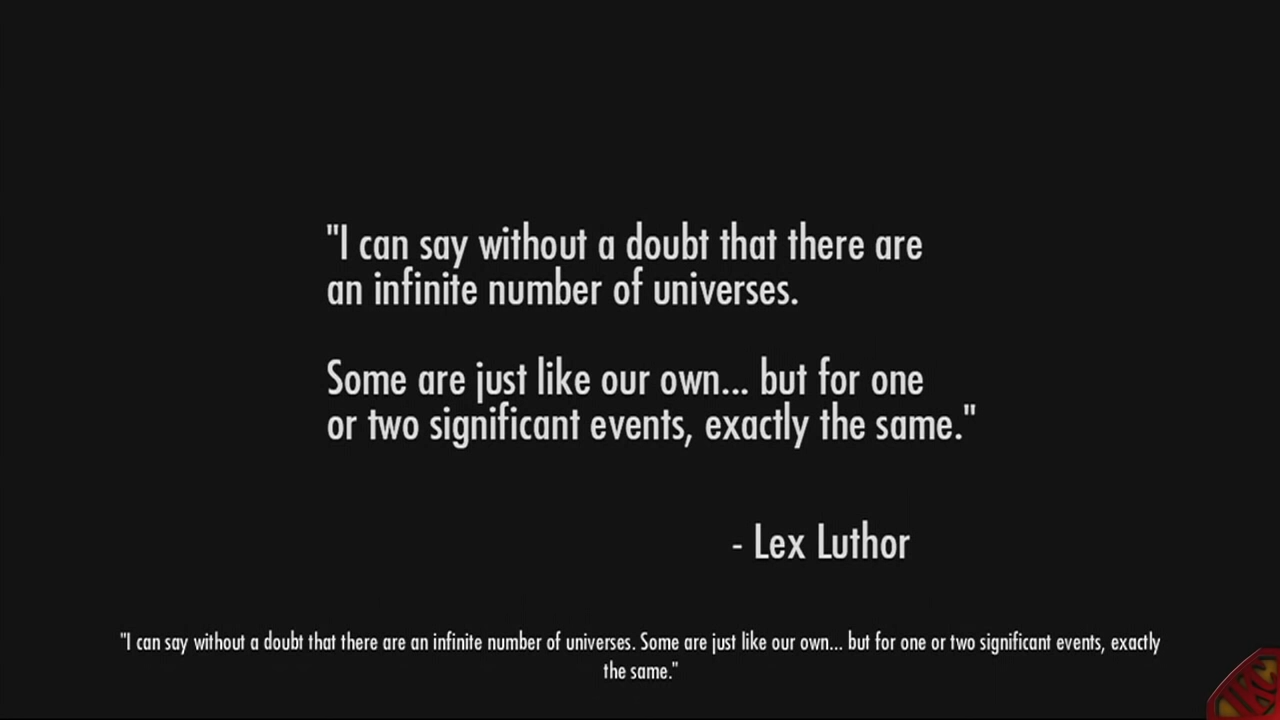 "I can say without a doubt that there are
an infinite number of universes.
Some are just like our own... but for one
or two significant events, exactly the same."
- Lex Luthor
"I can say without a doubt that there are an infinite number of universes. Some are just like our own... but for one or two significant events, exactly
the same."